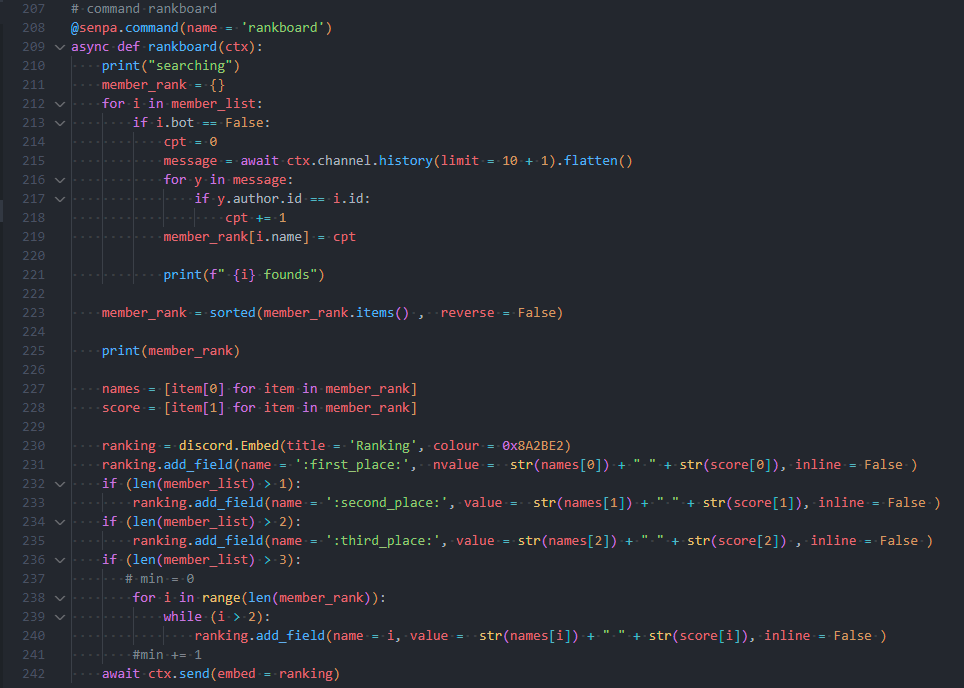 207 # command rankboard
208 @senpa.command(name = 'rankboard')
209 async def rankboard(ctx):
210     print("searching")
211     member_rank = {}
212     for i in member_list:
213         if i.bot == False:
214             cpt = 0
215             message = await ctx.channel.history(limit = 10 + 1).flatten()
216             for y in message:
217                 if y.author.id == i.id:
218                     cpt += 1
219             member_rank[i.name] = cpt
220
221             print(f" {i} founds")
222
223     member_rank = sorted(member_rank.items() ,  reverse = False)
224
225     print(member_rank)
226
227     names = [item[0] for item in member_rank]
228     score = [item[1] for item in member_rank]
229
230     ranking = discord.Embed(title = 'Ranking', colour = 0x8A2BE2)
231     ranking.add_field(name = ':first_place:',  nvalue =  str(names[0]) + " " + str(score[0]), inline = False )
232     if (len(member_list) > 1):
233         ranking.add_field(name = ':second_place:', value =  str(names[1]) + " " + str(score[1]), inline = False )
234     if (len(member_list) > 2):
235         ranking.add_field(name = ':third_place:', value = str(names[2]) + " " + str(score[2]) , inline = False )
236     if (len(member_list) > 3):
237        # min = 0
238         for i in range(len(member_rank)):
239             while (i > 2):
240                 ranking.add_field(name = i, value =  str(names[i]) + " " + str(score[i]), inline = False )
241         #min += 1
242     await ctx.send(embed = ranking)